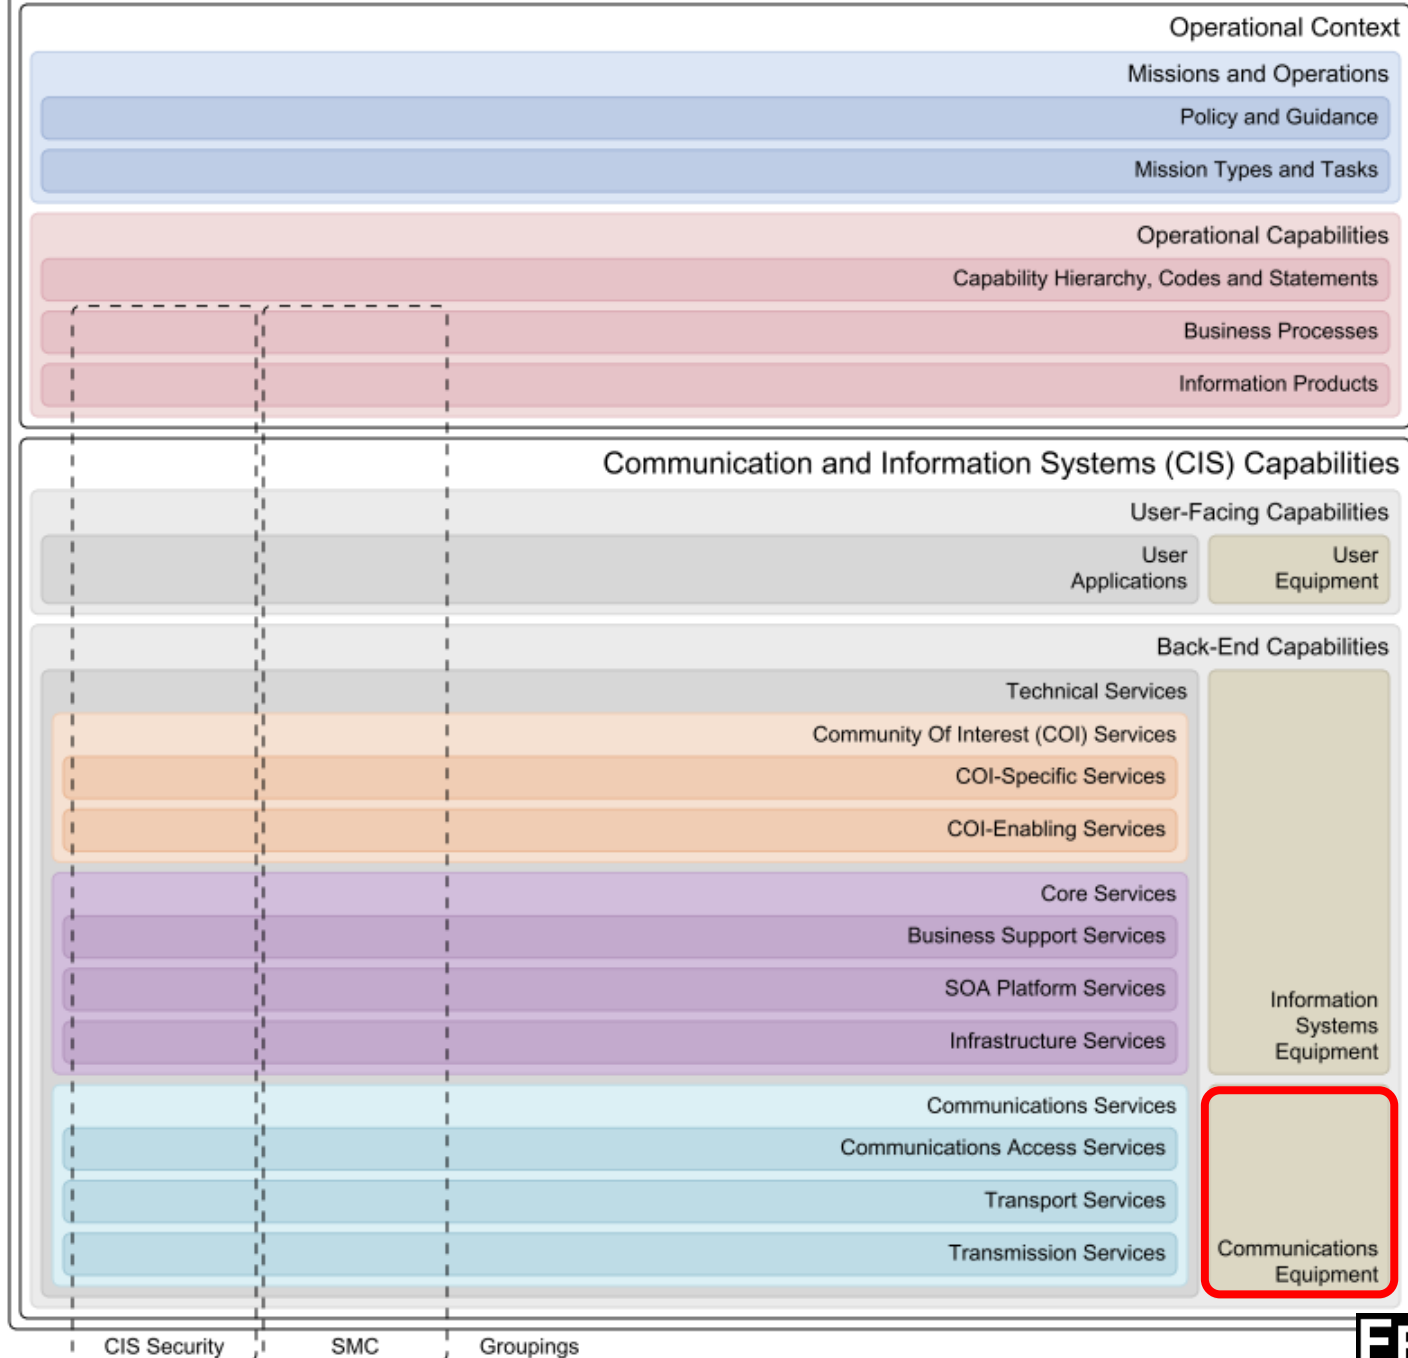 Operational Context
Missions and Operations
Policy and Guidance
Mission Types and Tasks
Operational Capabilities
Capability Hierarchy, Codes and Statements
Business Processes
Information Products
Communication and Information Systems (CIS) Capabilities
User-Facing Capabilities
User
Applications
User
Equipment
Back-End Capabilities
Technical Services
Community Of Interest (COI) Services
COI-Specific Services
COI-Enabling Services
Core Services
Business Support Services
SOA Platform Services
Infrastructure Services
Information
Systems
Equipment
Communications Services
Communications Access Services
Transport Services
Transmission Services
Communications
Equipment
CIS Security
SMC
Groupings